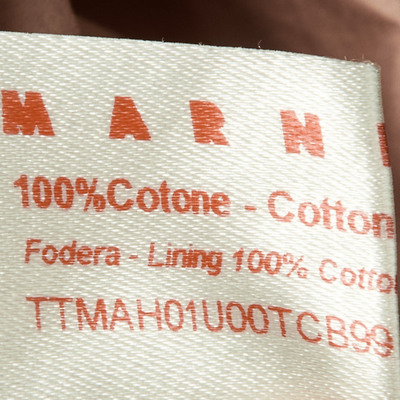 MARNI
100%Cotone - Cotton
Fodera - Lining 100% Cotto
TTMAH01U00TCB99